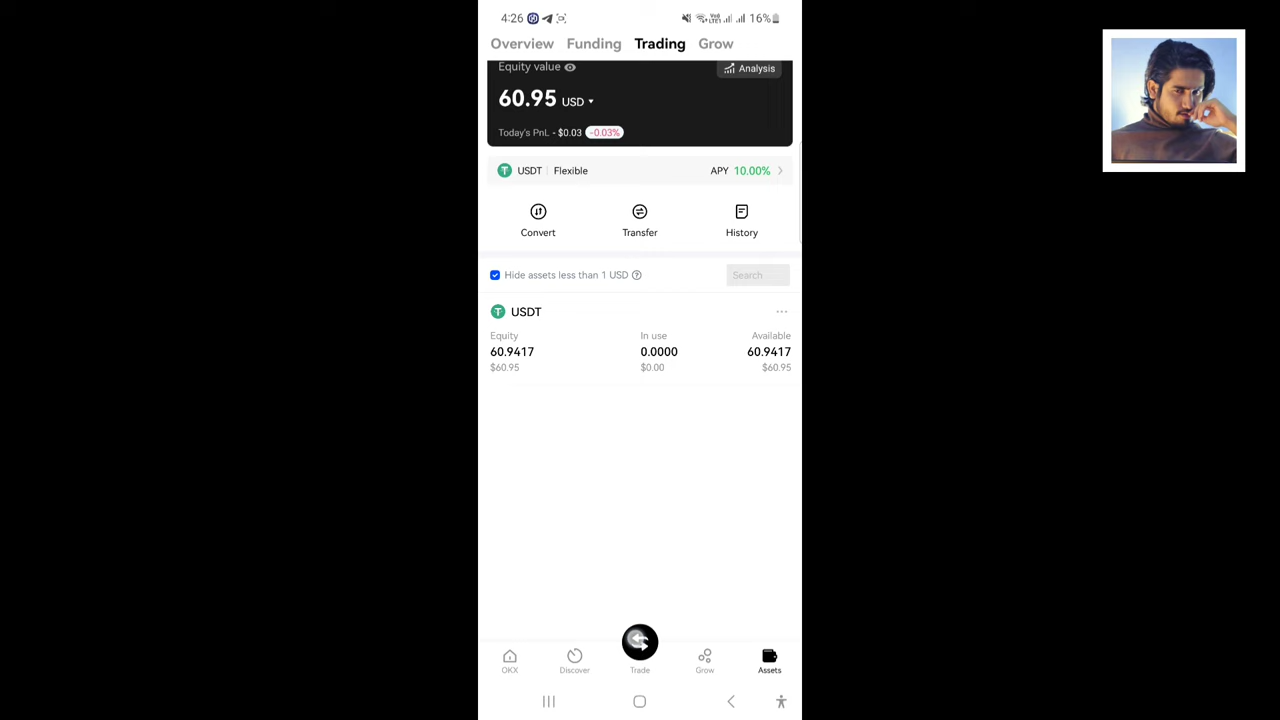 4:26 16%
Overview Funding Trading Grow
Equity value Analysis
60.95 USD
Today's PnL - $0.03 -0.03%
USDT Flexible APY 10.00%
Convert Transfer History
Hide assets less than 1 USD Search
USDT
Equity In use Available
60.9417 0.0000 60.9417
$60.95 $0.00 $60.95
OKX Discover Trade Grow Assets